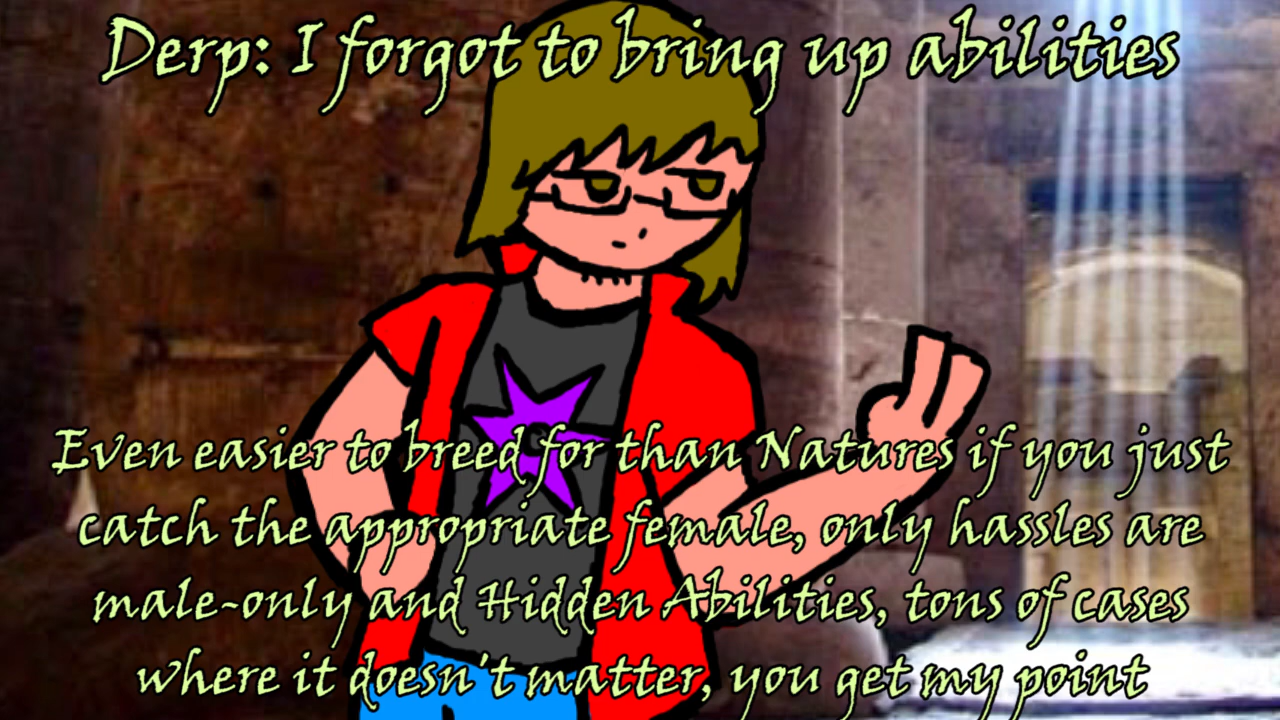 Derp: I forgot to bring up abilities
Even easier to breed for than Natures if you just
catch the appropriate female, only hassles are
male-only and Hidden Abilities, tons of cases
where it doesn't matter, you get my point